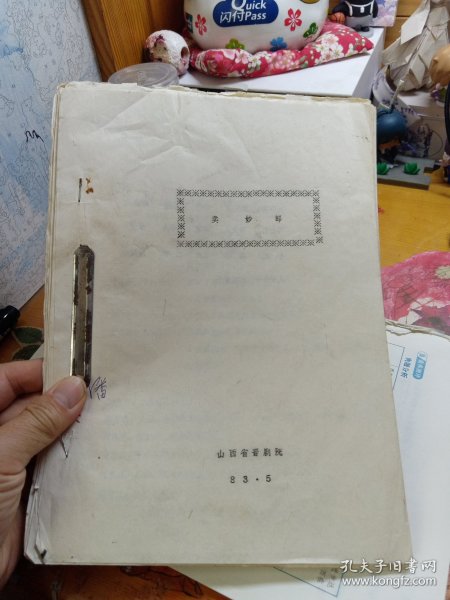 Quick
闪付Pass
卖 妙 郎
山西省晋剧院
83·5
孔夫子旧书网
www.kongfz.com